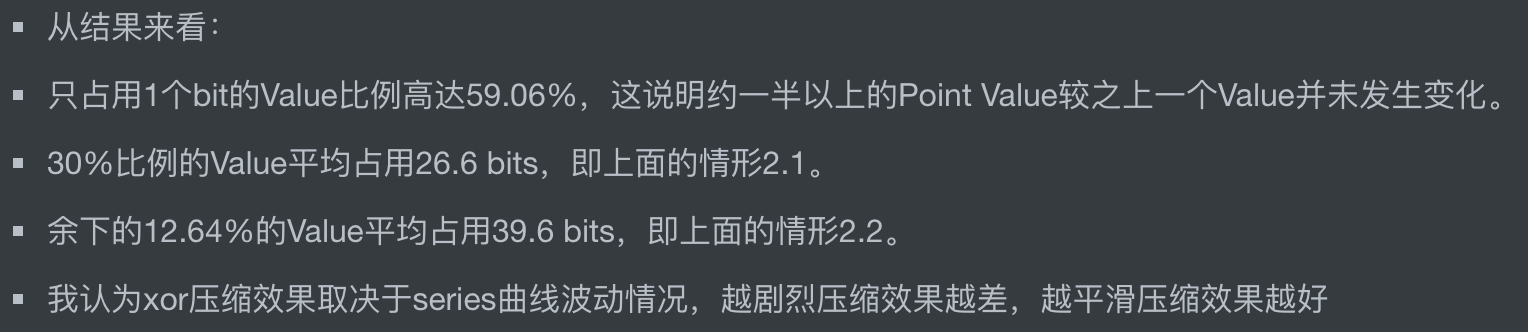 从结果来看：
只占用1个bit的Value比例高达59.06%，这说明约一半以上的Point Value较之上一个Value并未发生变化。
30%比例的Value平均占用26.6 bits，即上面的情形2.1。
余下的12.64%的Value平均占用39.6 bits，即上面的情形2.2。
我认为xor压缩效果取决于series曲线波动情况，越剧烈压缩效果越差，越平滑压缩效果越好